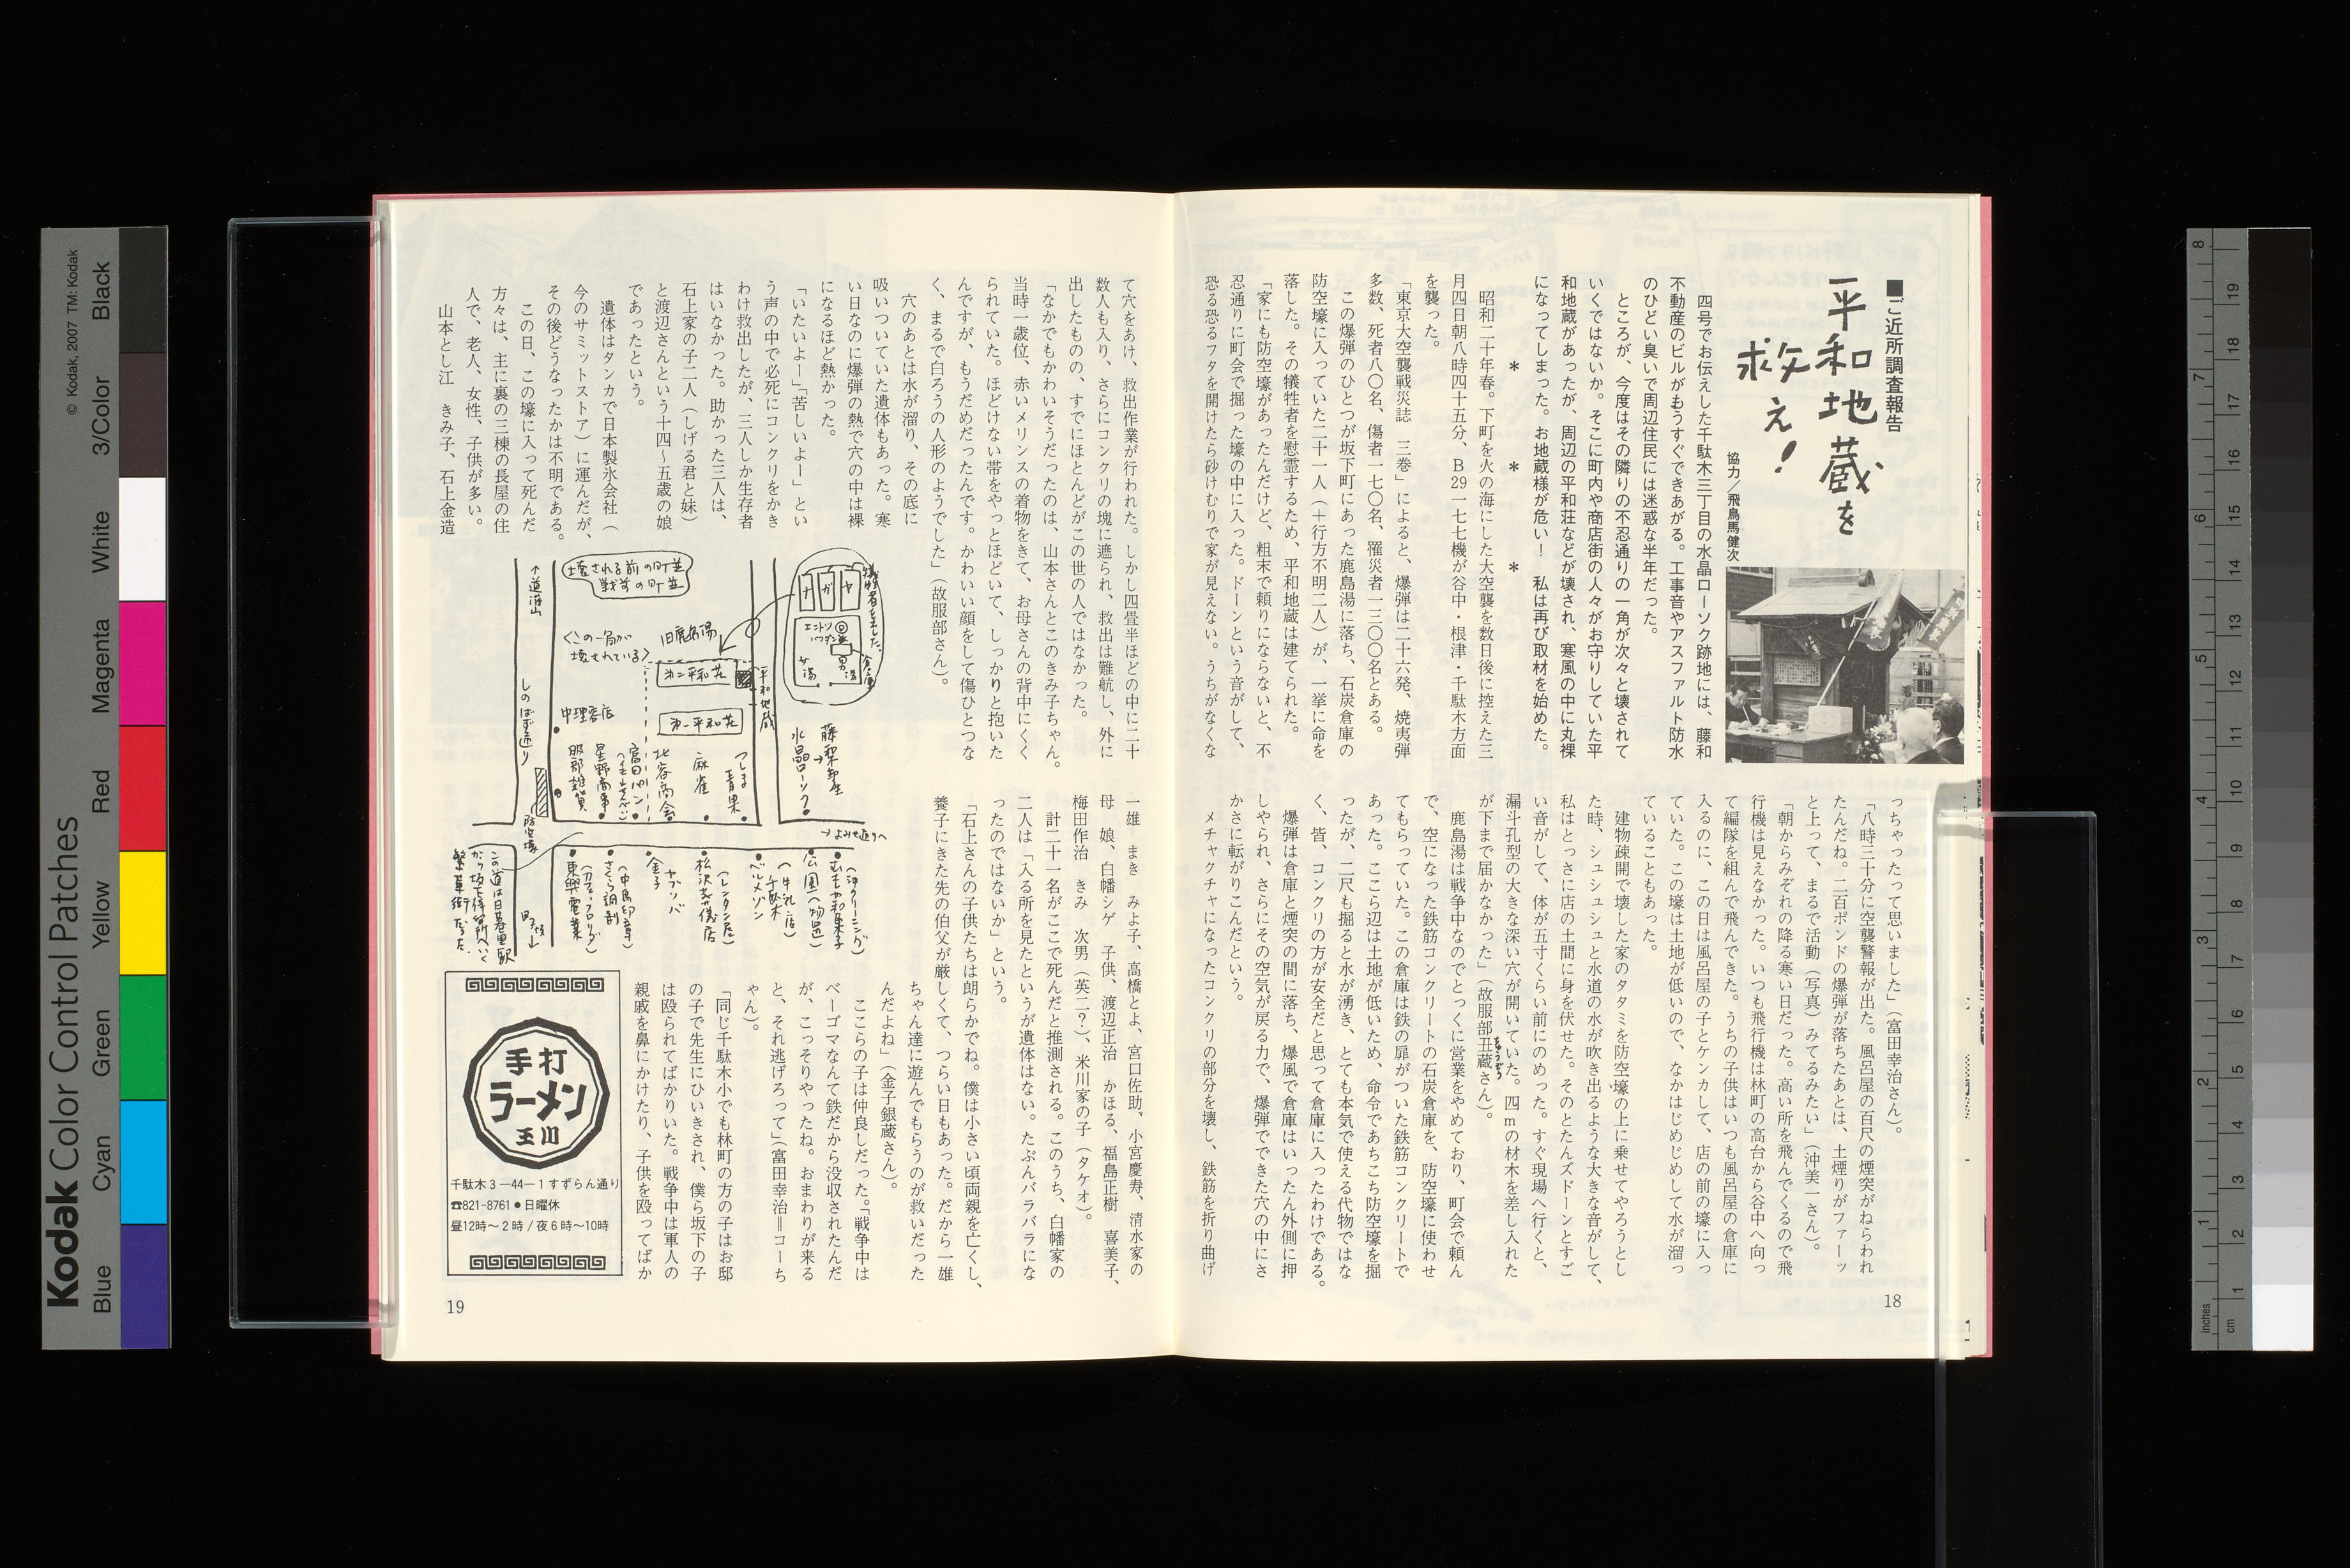 ■ご近所調査報告
平和地蔵を
救え!
協力/飛鳥馬健次
四号でお伝えした千駄木三丁目の水晶ローソク跡地には、藤和
不動産のビルがもうすぐできあがる。工事音やアスファルト防水
のひどい臭いで周辺住民には迷惑な半年だった。
ところが、今度はその隣りの不忍通りの一角が次々と壊されて
いくではないか。そこに町内や商店街の人々がお守りしていた平
和地蔵があったが、周辺の平和荘などが壊され、寒風の中に丸裸
になってしまった。お地蔵様が危い! 私は再び取材を始めた。
* * *
昭和二十年春。下町を火の海にした大空襲を数日後に控えた三
月四日朝八時四十五分、B29一七七機が谷中・根津・千駄木方面
を襲った。
「東京大空襲戦災誌 三巻」によると、爆弾は二十六発、焼夷弾
多数、死者八〇名、傷者一七〇名、罹災者一三〇〇名とある。
この爆弾のひとつが坂下町にあった鹿島湯に落ち、石炭倉庫の
防空壕に入っていた二十一人(+行方不明二人)が、一挙に命を
落した。その犠牲者を慰霊するため、平和地蔵は建てられた。
「家にも防空壕があったんだけど、粗末で頼りにならないと、不
忍通りに町会で掘った壕の中に入った。ドーンという音がして、
恐る恐るフタを開けたら砂けむりで家が見えない。うちがなくな
っちゃったって思いました」(富田幸治さん)。
「八時三十分に空襲警報が出た。風呂屋の百尺の煙突がねらわれ
たんだね。二百ポンドの爆弾が落ちたあとは、土煙りがファーッ
と上って、まるで活動(写真)みてるみたい」(沖美一さん)。
「朝からみぞれの降る寒い日だった。高い所を飛んでくるので飛
行機は見えなかった。いつも飛行機は林町の高台から谷中へ向っ
て編隊を組んで飛んできた。うちの子供はいつも風呂屋の倉庫に
入るのに、この日は風呂屋の子とケンカして、店の前の壕に入っ
ていた。この壕は土地が低いので、なかはじめじめして水が溜っ
ていることもあった。
建物疎開で壊した家のタタミを防空壕の上に乗せてやろうとし
た時、シュシュシュと水道の水が吹き出るような大きな音がして、
私はとっさに店の土間に身を伏せた。そのとたんズドーンとすご
い音がして、体が五寸くらい前にのめった。すぐ現場へ行くと、
漏斗孔型の大きな深い穴が開いていた。四mの材木を差し入れた
が下まで届かなかった」(故服部丑蔵さん)。
鹿島湯は戦争中なのでとっくに営業をやめており、町会で頼ん
で、空になった鉄筋コンクリートの石炭倉庫を、防空壕に使わせ
てもらっていた。この倉庫は鉄の扉がついた鉄筋コンクリートで
あった。ここら辺は土地が低いため、命令であちこち防空壕を掘
ったが、二尺も掘ると水が湧き、とても本気で使える代物ではな
く、皆、コンクリの方が安全だと思って倉庫に入ったわけである。
爆弾は倉庫と煙突の間に落ち、爆風で倉庫はいったん外側に押
しやられ、さらにその空気が戻る力で、爆弾でできた穴の中にさ
かさに転がりこんだという。
メチャクチャになったコンクリの部分を壊し、鉄筋を折り曲げ
18
て穴をあけ、救出作業が行われた。しかし四畳半ほどの中に二十
数人も入り、さらにコンクリの塊に遮られ、救出は難航し、外に
出したものの、すでにほとんどがこの世の人ではなかった。
「なかでもかわいそうだったのは、山本さんとこのきみ子ちゃん。
当時一歳位、赤いメリンスの着物をきて、お母さんの背中にくく
られていた。ほどけない帯をやっとほどいて、しっかりと抱いた
んですが、もうだめだったんです。かわいい顔をして傷ひとつな
く、まるで白ろうの人形のようでした」(故服部さん)。
穴のあとは水が溜り、その底に
吸いついていた遺体もあった。寒
い日なのに爆弾の熱で穴の中は裸
になるほど熱かった。
「いたいよー」「苦しいよー」とい
う声の中で必死にコンクリをかき
わけ救出したが、三人しか生存者
はいなかった。助かった三人は、
石上家の子二人(しげる君と妹)
と渡辺さんという十四〜五歳の娘
であったという。
遺体はタンカで日本製氷会社(
今のサミットストア)に運んだが、
その後どうなったかは不明である。
この日、この壕に入って死んだ
方々は、主に裏の三棟の長屋の住
人で、老人、女性、子供が多い。
山本とし江 きみ子、石上金造
一雄 まき みよ子、高橋とよ、宮口佐助、小宮慶寿、清水家の
母 娘、白幡シゲ 子供、渡辺正治 かほる、福島正樹 喜美子、
梅田作治 きみ 次男(英二?)、米川家の子(タケオ)。
計二十一名がここで死んだと推測される。このうち、白幡家の
二人は「入る所を見たというが遺体はない。たぶんバラバラにな
ったのではないか」という。
「石上さんの子供たちは朗らかでね。僕は小さい頃両親を亡くし、
養子にきた先の伯父が厳しくて、つらい日もあった。だから一雄
ちゃん達に遊んでもらうのが救いだった
んだよね」(金子銀蔵さん)。
ここらの子は仲良しだった。「戦争中は
ベーゴマなんて鉄だから没収されたんだ
が、こっそりやったね。おまわりが来る
と、それ逃げろって」(富田幸治=コーち
ゃん)。
「同じ千駄木小でも林町の方の子はお邸
の子で先生にひいきされ、僕ら坂下の子
は殴られてばかりいた。戦争中は軍人の
親戚を鼻にかけたり、子供を殴ってばか
犠牲者を出した
ナガヤ
エントツ
バクダン
倉庫
女湯
男湯
旧鹿島湯
壊される前の町並
戦前の町並
↑道灌山
<この一角が
壊されている>
第二平和荘
第一平和荘
平和地蔵
藤和不動産
↓
水晶ローソク
しのばず通り
中理容店
つしま青果
麻雀
北谷商会
富田パン
星野商事
那那雑貨
防空壕
→よみせ通りへ
(沖クリーニング)
むもや和菓子
公園(物置)
(牛乳店)
千駄木
ベルメゾン
(レンタン店)
松沢葬儀店
ヤブツバ
金子
(中島印章)
さくら調剤
(カフェ・フロリダ)
東興電業
この道は日暮里駅
から坂下停留所へいく
繁華街だった
手打
ラーメン
玉川
千駄木3―44―1すずらん通り
☎821-8761●日曜休
昼12時〜2時/夜6時〜10時
19
© Kodak, 2007 TM: Kodak
Kodak Color Control Patches
Blue Cyan Green Yellow Red Magenta White 3/Color Black
inches
1 2 3 4 5 6 7 8
cm
1 2 3 4 5 6 7 8 9 10 11 12 13 14 15 16 17 18 19